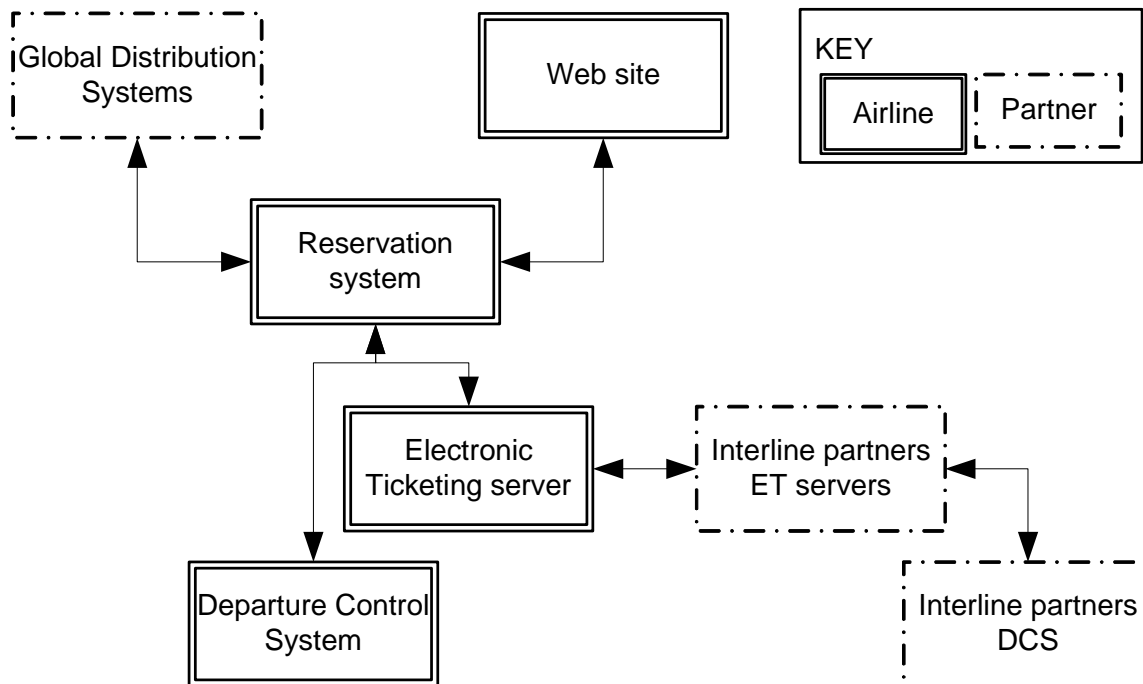 Global Distribution
Systems
Web site
KEY
Airline
Partner
Reservation
system
Electronic
Ticketing server
Interline partners
ET servers
Departure Control
System
Interline partners
DCS